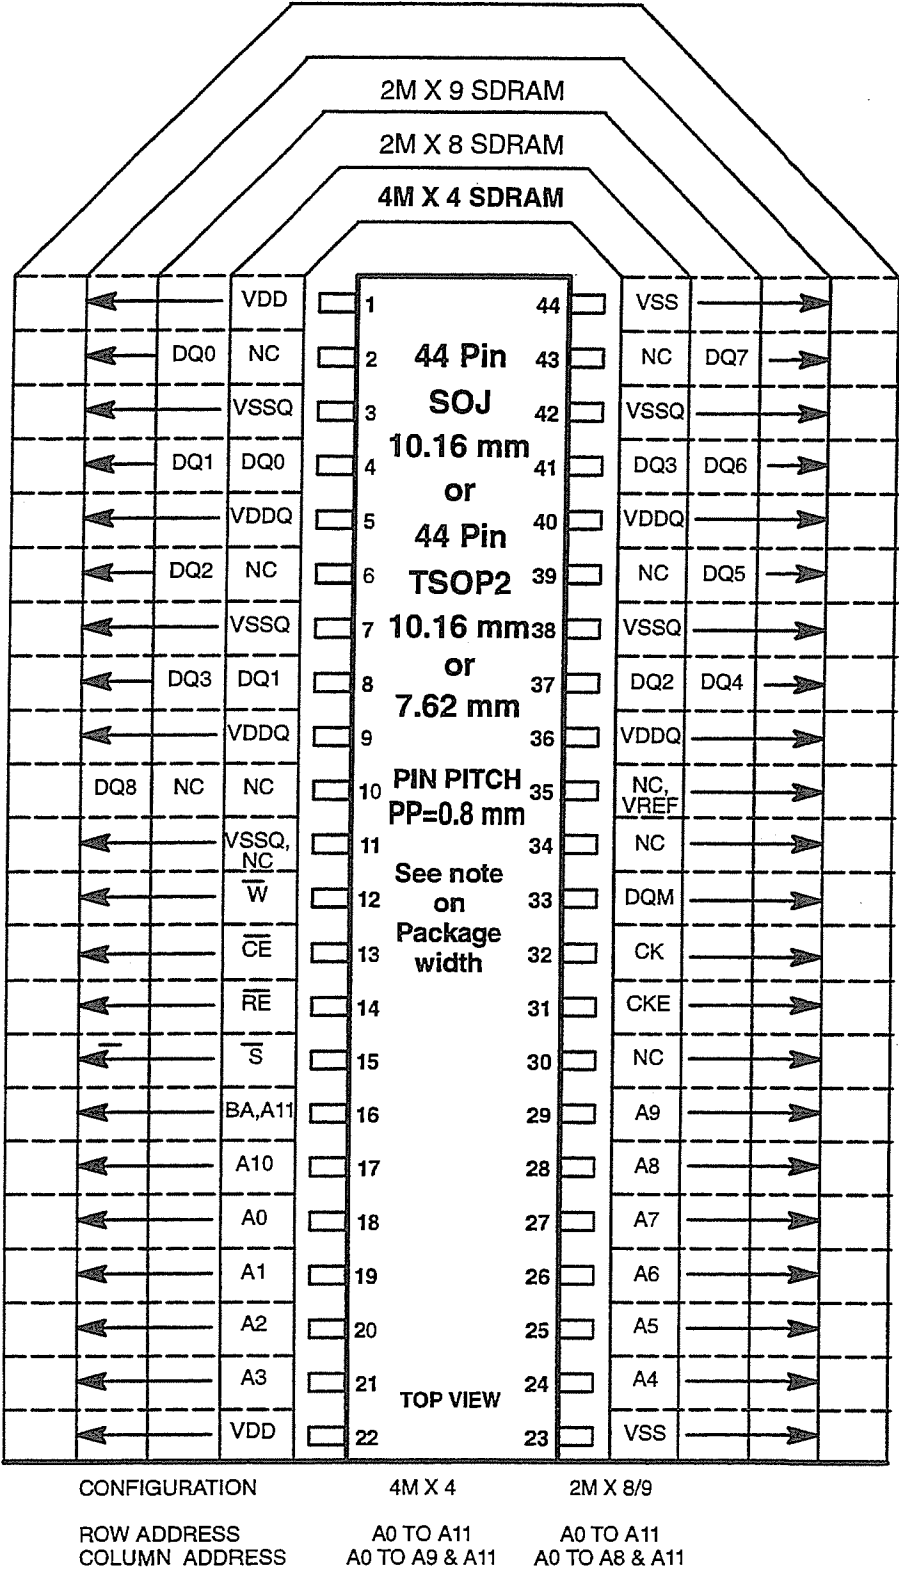 2M X 9 SDRAM
2M X 8 SDRAM
4M X 4 SDRAM
VDD 1 44 VSS
DQ0 NC 2 44 Pin 43 NC DQ7
VSSQ 3 SOJ 42 VSSQ
DQ1 DQ0 4 10.16 mm 41 DQ3 DQ6
or
VDDQ 5 44 Pin 40 VDDQ
DQ2 NC 6 TSOP2 39 NC DQ5
VSSQ 7 10.16 mm 38 VSSQ
or
DQ3 DQ1 8 7.62 mm 37 DQ2 DQ4
VDDQ 9 36 VDDQ
DQ8 NC NC 10 PIN PITCH 35 NC,
PP=0.8 mm VREF
VSSQ, 11 34 NC
NC
W̅ 12 See note 33 DQM
on
Package
C̅E̅ 13 width 32 CK
R̅E̅ 14 31 CKE
S̅ 15 30 NC
BA,A11 16 29 A9
A10 17 28 A8
A0 18 27 A7
A1 19 26 A6
A2 20 25 A5
A3 21 TOP VIEW 24 A4
VDD 22 23 VSS
CONFIGURATION 4M X 4 2M X 8/9
ROW ADDRESS A0 TO A11 A0 TO A11
COLUMN ADDRESS A0 TO A9 & A11 A0 TO A8 & A11